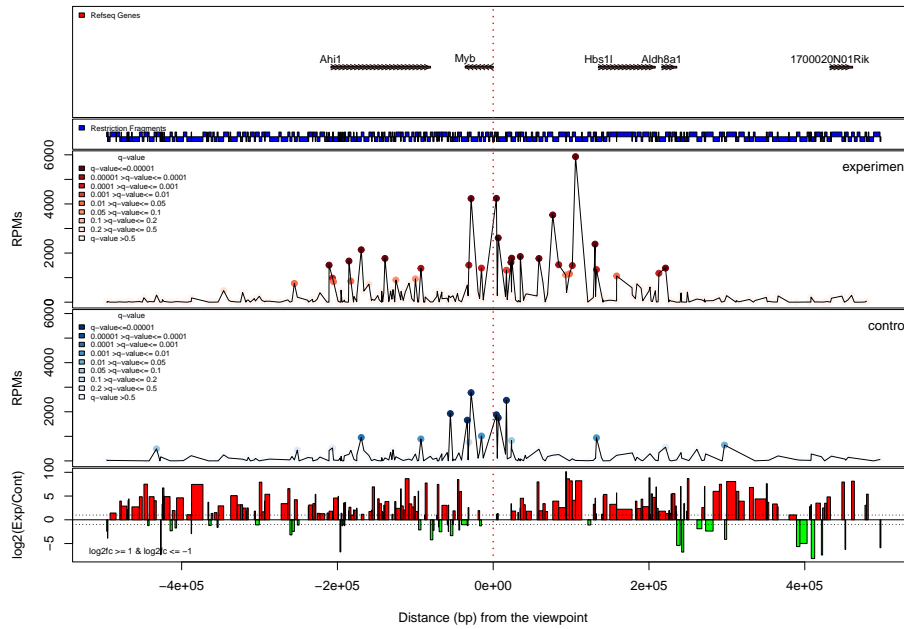 Refseq Genes
Ahi1
Myb
Hbs1l
Aldh8a1
1700020N01Rik
Restriction Fragments
experimen
RPMs
0
2000
4000
6000
q−value
q−value<=0.00001
0.00001 >q−value<= 0.0001
0.0001 >q−value<= 0.001
0.001 >q−value<= 0.01
0.01 >q−value<= 0.05
0.05 >q−value<= 0.1
0.1 >q−value<= 0.2
0.2 >q−value<= 0.5
q−value >0.5
contro
RPMs
0
2000
4000
6000
q−value
q−value<=0.00001
0.00001 >q−value<= 0.0001
0.0001 >q−value<= 0.001
0.001 >q−value<= 0.01
0.01 >q−value<= 0.05
0.05 >q−value<= 0.1
0.1 >q−value<= 0.2
0.2 >q−value<= 0.5
q−value >0.5
log2(Exp/Cont)
−5
0
5
10
log2fc >= 1 & log2fc <= −1
−4e+05
−2e+05
0e+00
2e+05
4e+05
Distance (bp) from the viewpoint